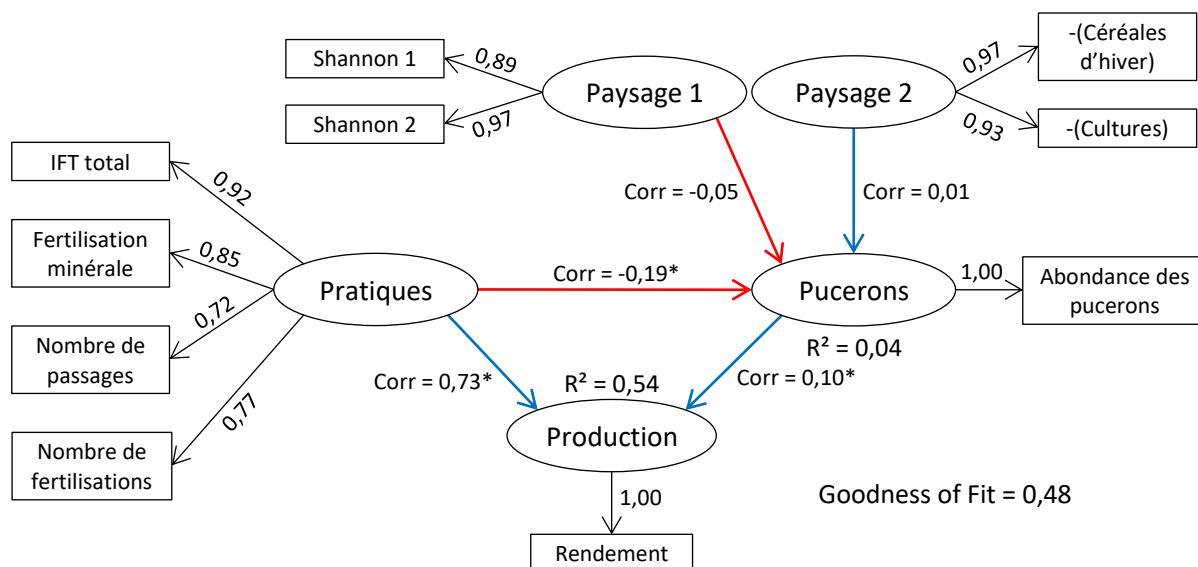 Shannon 1
Shannon 2
0,89
0,97
Paysage 1
Paysage 2
0,97
0,93
-(Céréales
d’hiver)
-(Cultures)
IFT total
0,92
Fertilisation
minérale
0,85
Nombre de
passages
0,72
Nombre de
fertilisations
0,77
Pratiques
Corr = -0,05
Corr = 0,01
Corr = -0,19*
Pucerons
1,00
Abondance des
pucerons
R² = 0,04
Corr = 0,73*
R² = 0,54
Corr = 0,10*
Production
1,00
Rendement
Goodness of Fit = 0,48